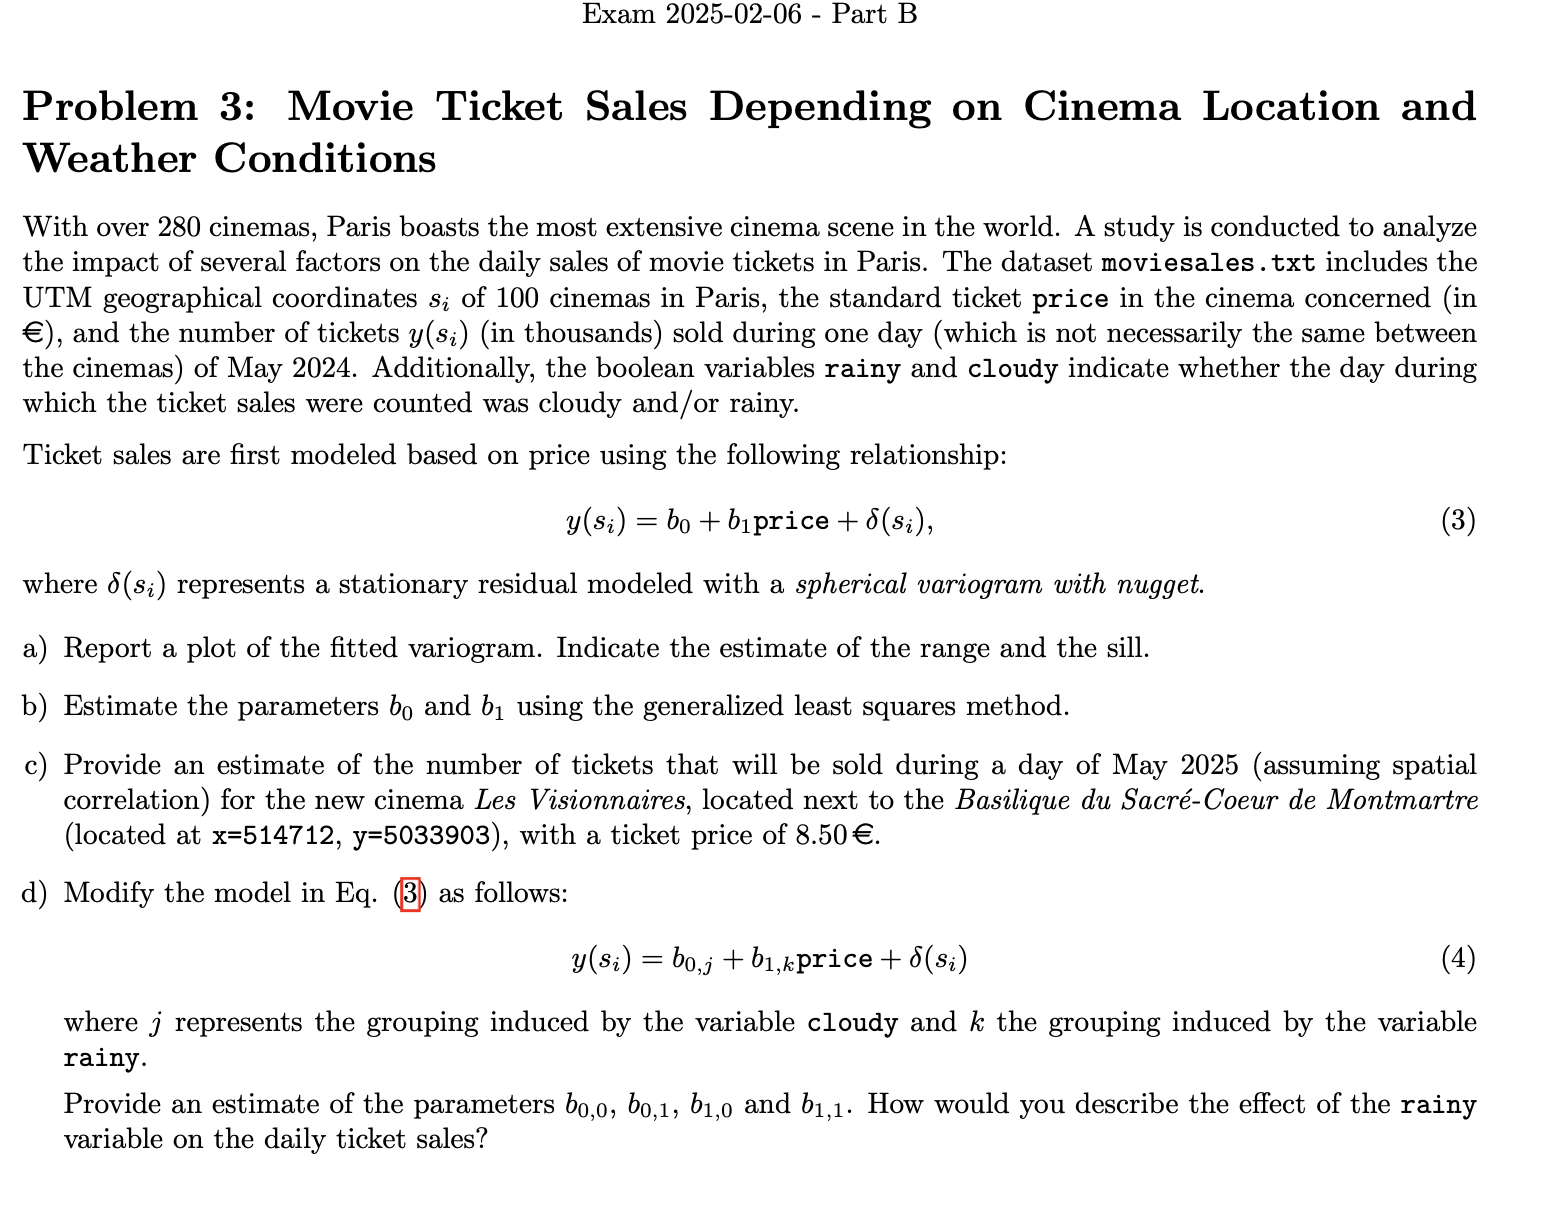 Exam 2025-02-06 - Part B
Problem 3: Movie Ticket Sales Depending on Cinema Location and
Weather Conditions
With over 280 cinemas, Paris boasts the most extensive cinema scene in the world. A study is conducted to analyze
the impact of several factors on the daily sales of movie tickets in Paris. The dataset moviesales.txt includes the
UTM geographical coordinates sᵢ of 100 cinemas in Paris, the standard ticket price in the cinema concerned (in
€), and the number of tickets y(sᵢ) (in thousands) sold during one day (which is not necessarily the same between
the cinemas) of May 2024. Additionally, the boolean variables rainy and cloudy indicate whether the day during
which the ticket sales were counted was cloudy and/or rainy.
Ticket sales are first modeled based on price using the following relationship:
y(sᵢ) = b₀ + b₁price + δ(sᵢ), (3)
where δ(sᵢ) represents a stationary residual modeled with a spherical variogram with nugget.
a) Report a plot of the fitted variogram. Indicate the estimate of the range and the sill.
b) Estimate the parameters b₀ and b₁ using the generalized least squares method.
c) Provide an estimate of the number of tickets that will be sold during a day of May 2025 (assuming spatial
correlation) for the new cinema Les Visionnaires, located next to the Basilique du Sacré-Coeur de Montmartre
(located at x=514712, y=5033903), with a ticket price of 8.50 €.
d) Modify the model in Eq. (3) as follows:
y(sᵢ) = b₀,ⱼ + b₁,ₖprice + δ(sᵢ) (4)
where j represents the grouping induced by the variable cloudy and k the grouping induced by the variable
rainy.
Provide an estimate of the parameters b₀,₀, b₀,₁, b₁,₀ and b₁,₁. How would you describe the effect of the rainy
variable on the daily ticket sales?